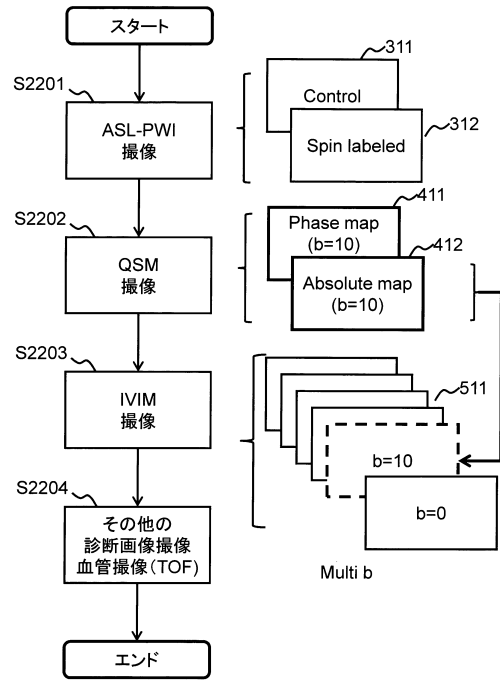 スタート
S2201
ASL-PWI
撮像
311
Control
312
Spin labeled
S2202
QSM
撮像
411
Phase map
(b=10)
412
Absolute map
(b=10)
S2203
IVIM
撮像
511
b=10
b=0
Multi b
S2204
その他の
診断画像撮像
血管撮像(TOF)
エンド